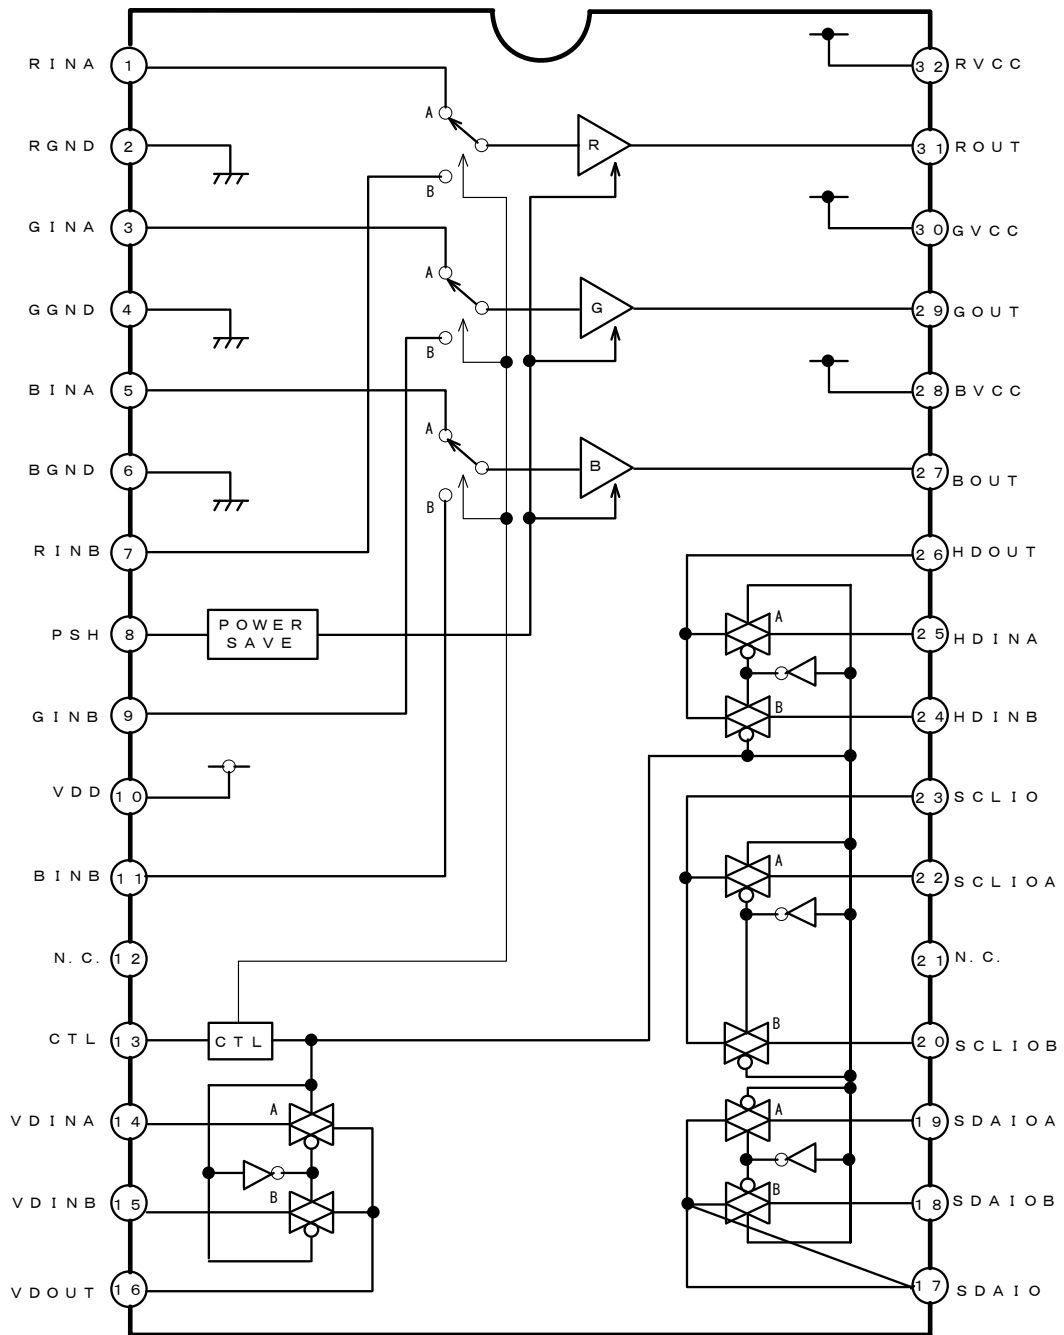 RINA 1
RGND 2
GINA 3
GGND 4
BINA 5
BGND 6
RINB 7
PSH 8
GINB 9
VDD 10
BINB 11
N.C. 12
CTL 13
VDINA 14
VDINB 15
VDOUT 16
A
B
R
A
B
G
A
B
B
POWER
SAVE
CTL
A
B
A
B
A
B
A
B
32 RVCC
31 ROUT
30 GVCC
29 GOUT
28 BVCC
27 BOUT
26 HDOUT
25 HDINA
24 HDINB
23 SCLIO
22 SCLIOA
21 N.C.
20 SCLIOB
19 SDAIOA
18 SDAIOB
17 SDAIO